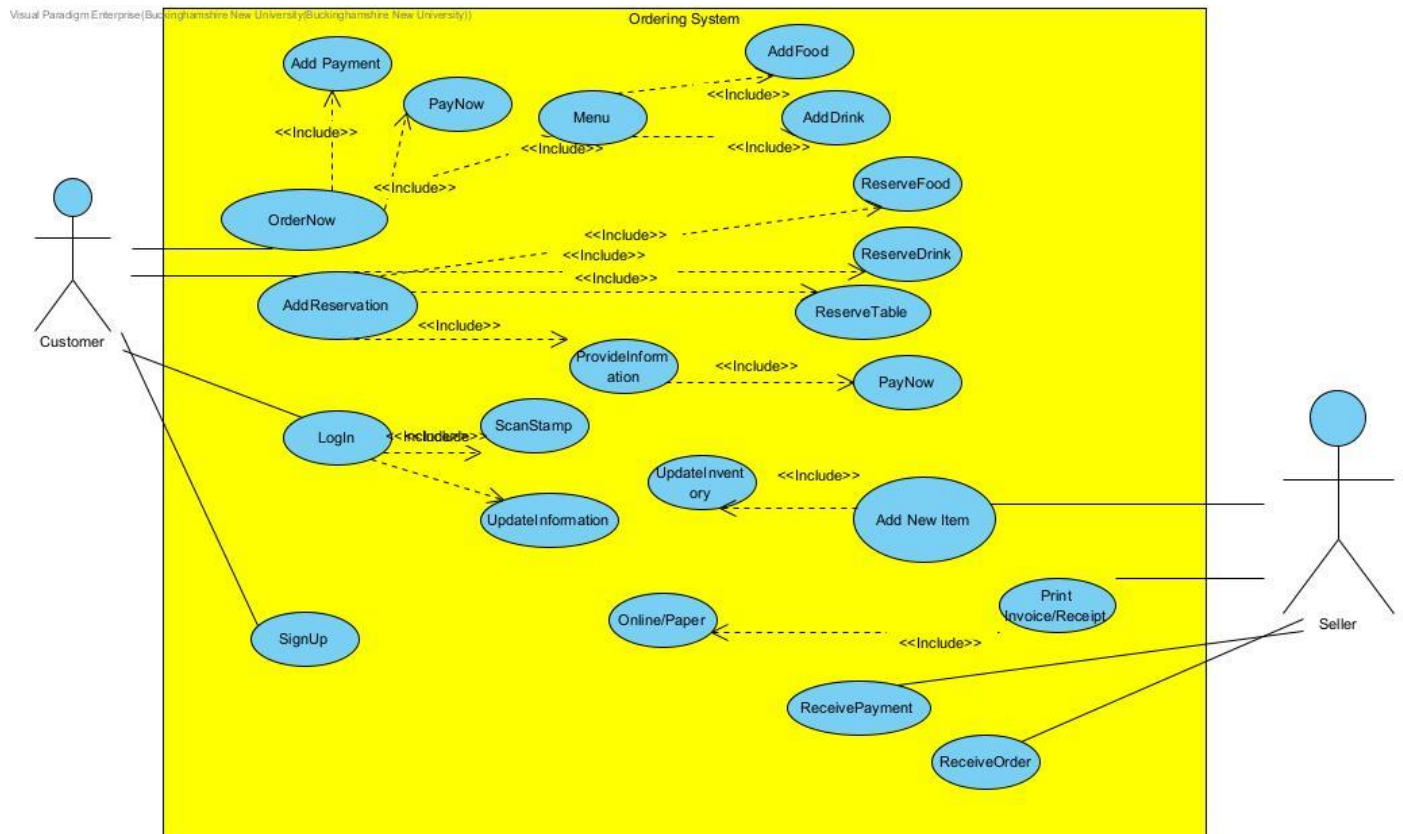 Visual Paradigm Enterprise(Buckinghamshire New University(Buckinghamshire New University))
Ordering System
Add Payment
AddFood
PayNow
<<Include>>
Menu
AddDrink
<<Include>>
<<Include>>
<<Include>>
<<Include>>
ReserveFood
OrderNow
<<Include>>
<<Include>>
ReserveDrink
<<Include>>
AddReservation
ReserveTable
<<Include>>
Customer
ProvideInform
ation
<<Include>>
PayNow
ScanStamp
LogIn
<<Include>>
<<Include>>
UpdateInvent
ory
<<Include>>
UpdateInformation
Add New Item
Print
Invoice/Receipt
Online/Paper
<<Include>>
Seller
SignUp
ReceivePayment
ReceiveOrder